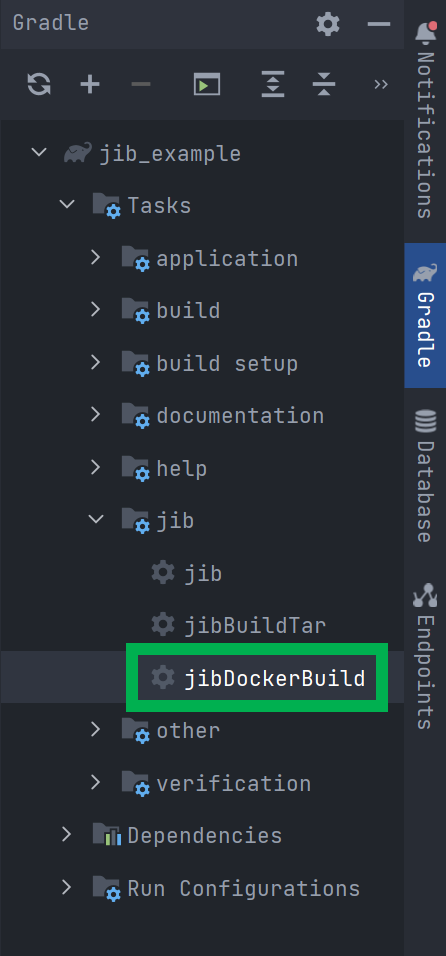 Gradle
jib_example
Tasks
application
build
build setup
documentation
help
jib
jib
jibBuildTar
jibDockerBuild
other
verification
Dependencies
Run Configurations
Notifications
Gradle
Database
Endpoints